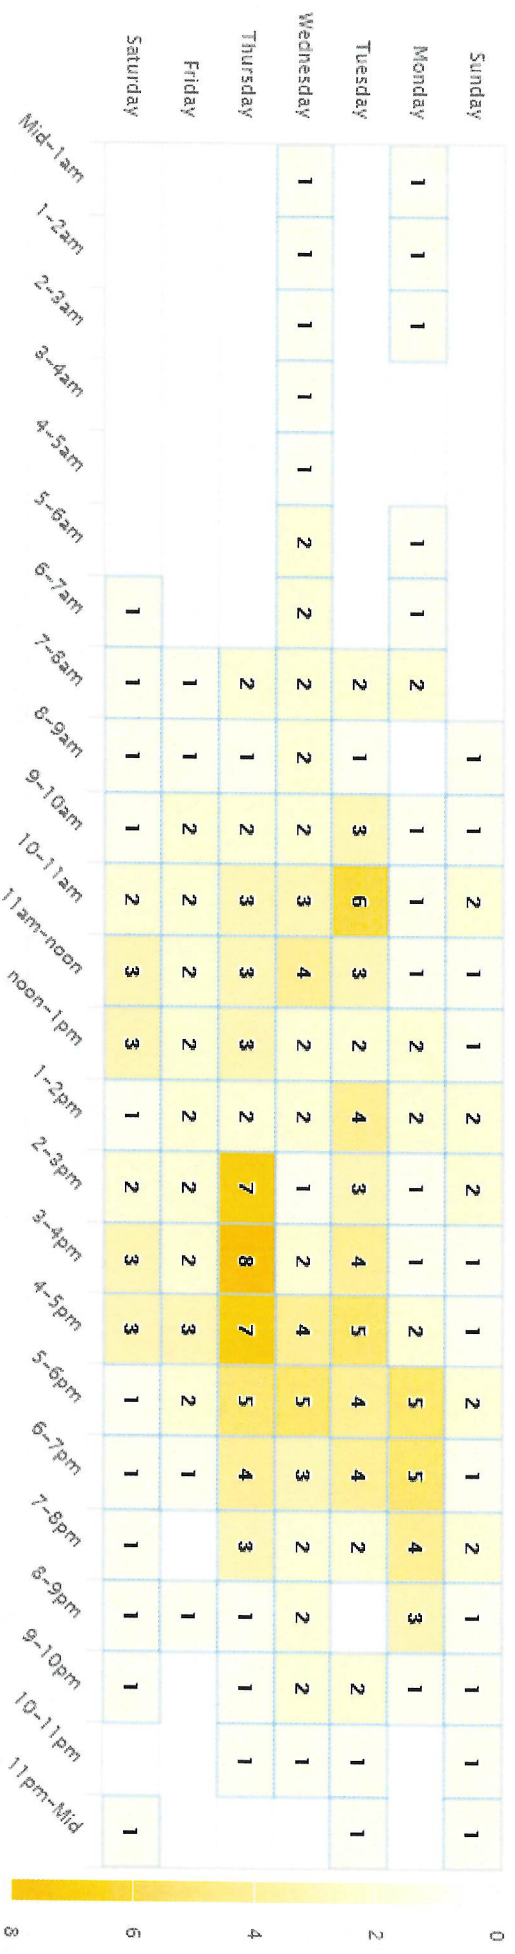 Sunday 1 1 2 1 1 2 2 1 1 2 1 2 1 1 1 1
Monday 1 1 1 1 1 2 1 1 1 2 2 1 1 2 5 5 4 3 1
Tuesday 2 1 3 6 3 2 4 3 4 5 4 4 2 2 1 1
Wednesday 1 1 1 1 1 2 2 2 2 2 3 4 2 2 1 2 4 5 3 2 2 2 1
Thursday 2 1 2 3 3 3 2 7 8 7 5 4 3 1 1 1
Friday 1 1 2 2 2 2 2 2 2 3 2 1 1
Saturday 1 1 1 1 2 3 3 1 2 3 3 1 1 1 1 1 1
Mid-1am 1-2am 2-3am 3-4am 4-5am 5-6am 6-7am 7-8am 8-9am 9-10am 10-11am 11am-noon noon-1pm 1-2pm 2-3pm 3-4pm 4-5pm 5-6pm 6-7pm 7-8pm 8-9pm 9-10pm 10-11pm 11pm-Mid
0
2
4
6
8